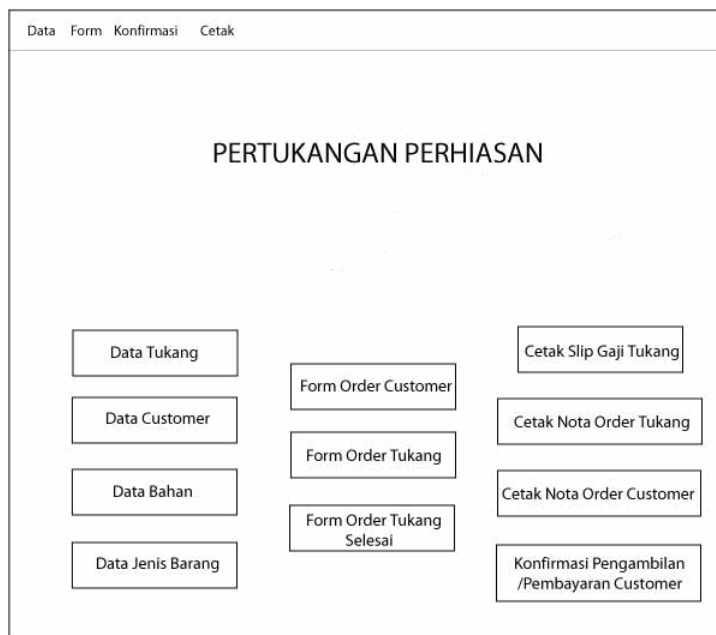 Data Form Konfirmasi Cetak
PERTUKANGAN PERHIASAN
Data Tukang
Data Customer
Data Bahan
Data Jenis Barang
Form Order Customer
Form Order Tukang
Form Order Tukang
Selesai
Cetak Slip Gaji Tukang
Cetak Nota Order Tukang
Cetak Nota Order Customer
Konfirmasi Pengambilan
/Pembayaran Customer